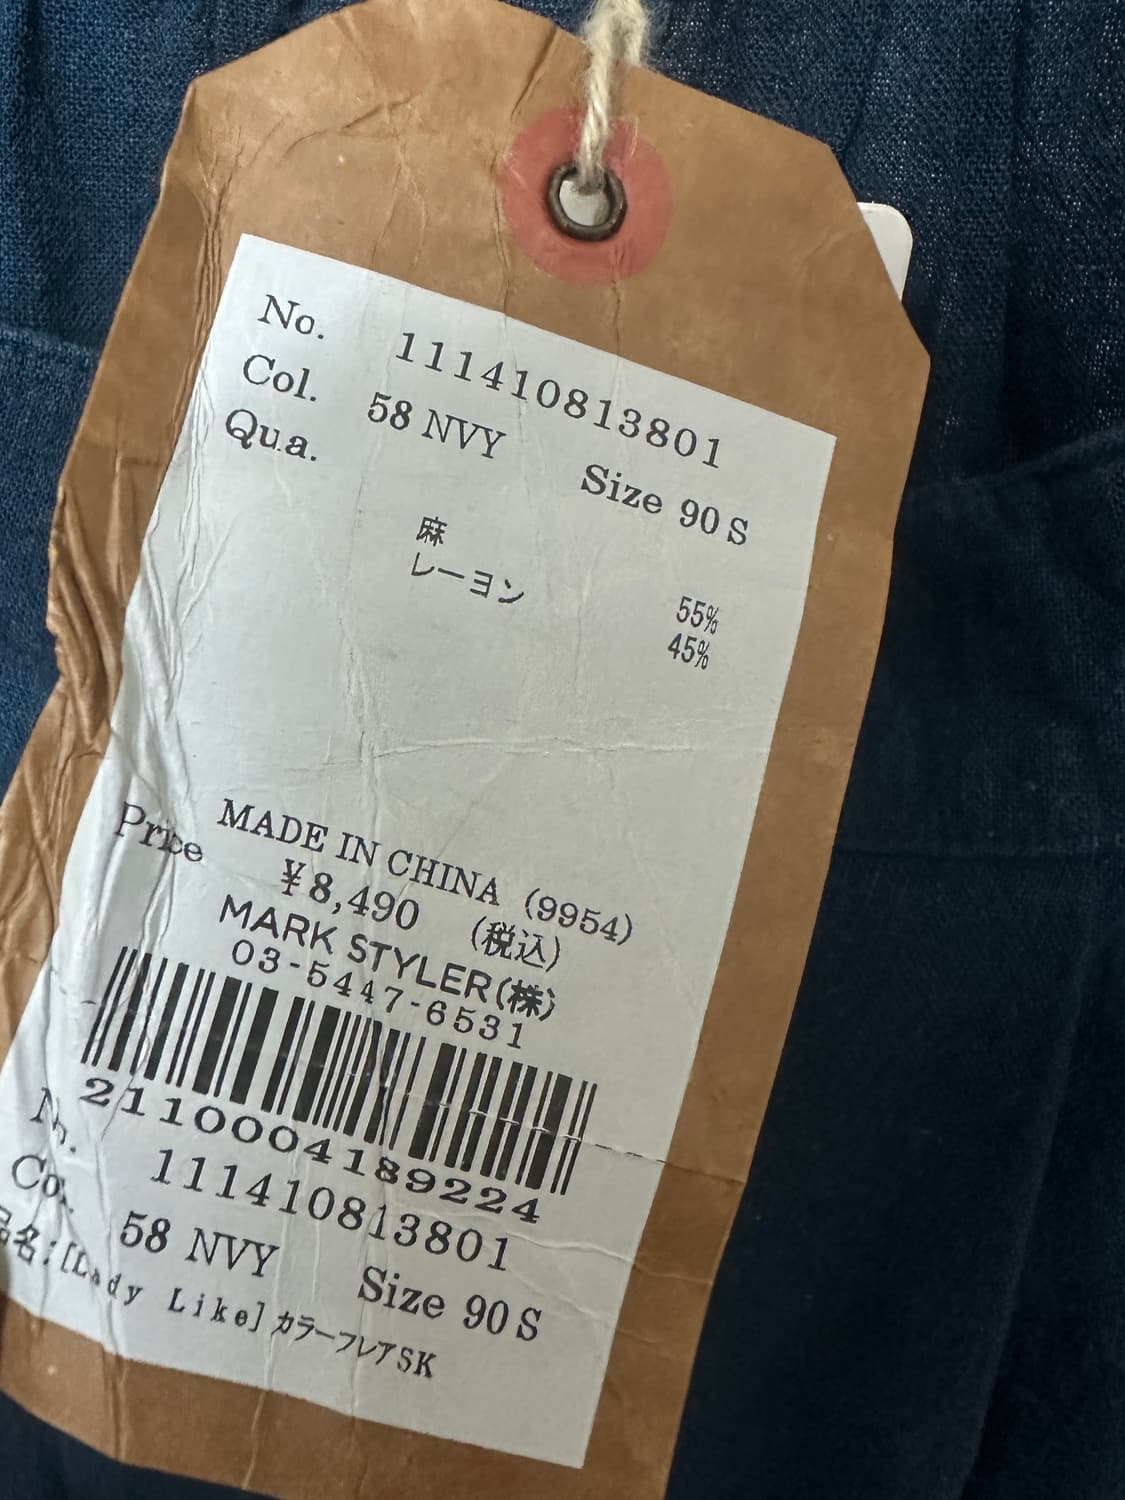 No. 111410813801
Col. 58 NVY Size 90 S
Qua.
麻 55%
レーヨン 45%
MADE IN CHINA (9954)
Price ¥8,490 (税込)
MARK STYLER(株)
03-5447-6531
2110004189224
No. 111410813801
Col. 58 NVY Size 90 S
品名:[Lady Like]カラーフレアSK